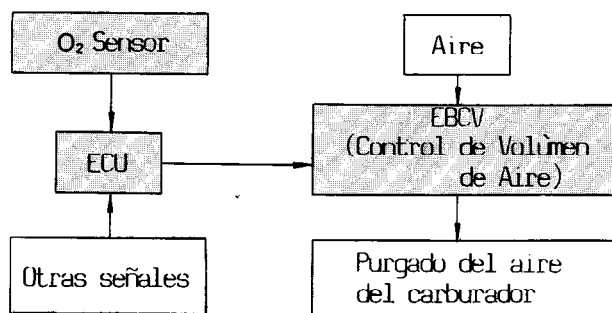 O₂ Sensor
Aire
EBCV
(Control de Volùmen
de Aire)
ECU
Otras señales
Purgado del aire
del carburador